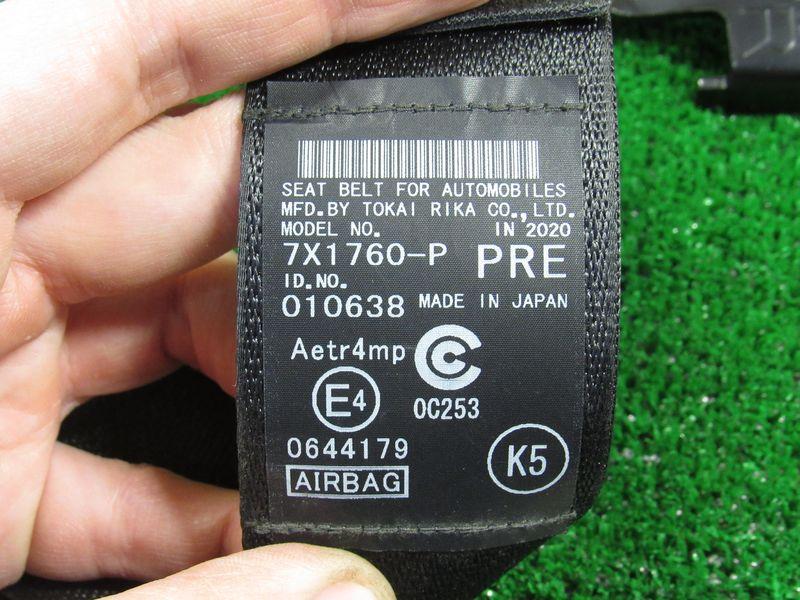 SEAT BELT FOR AUTOMOBILES
MFD.BY TOKAI RIKA CO.,LTD.
MODEL NO. IN 2020
7X1760-P PRE
ID.NO.
010638 MADE IN JAPAN
Aetr4mp
E4 0C253
0644179
AIRBAG K5